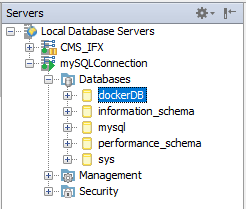 Servers
Local Database Servers
CMS_IFX
mySQLConnection
Databases
dockerDB
information_schema
mysql
performance_schema
sys
Management
Security